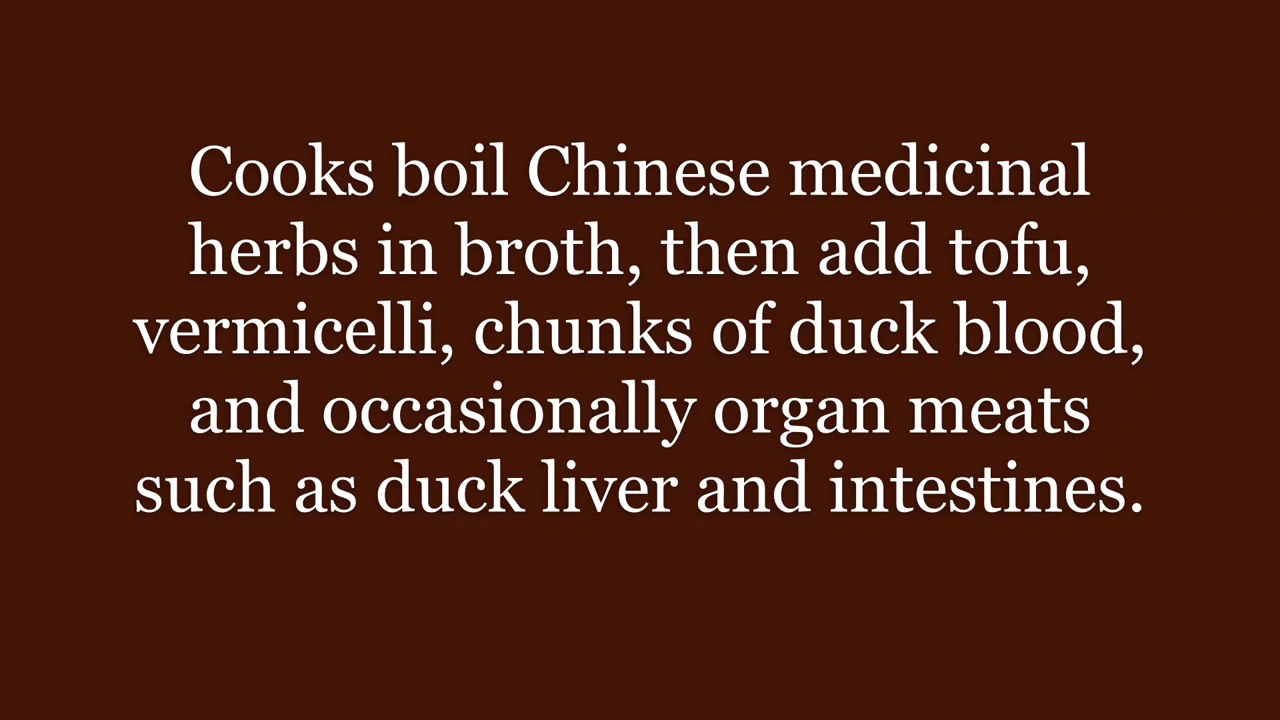 Cooks boil Chinese medicinal
herbs in broth, then add tofu,
vermicelli, chunks of duck blood,
and occasionally organ meats
such as duck liver and intestines.